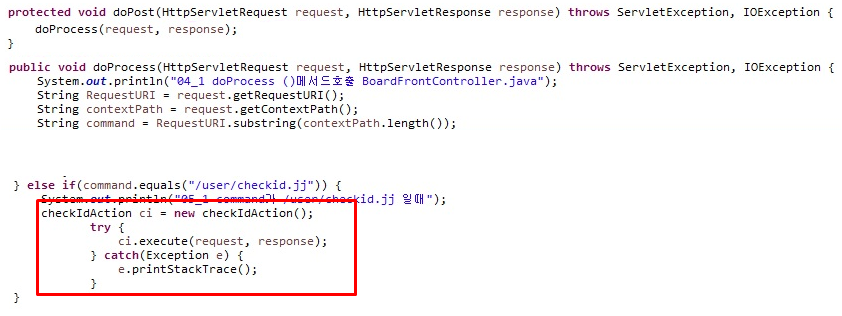 protected void doPost(HttpServletRequest request, HttpServletResponse response) throws ServletException, IOException {
doProcess(request, response);
}
public void doProcess(HttpServletRequest request, HttpServletResponse response) throws ServletException, IOException {
System.out.println("04_1 doProcess ()메서드호출 BoardFrontController.java");
String RequestURI = request.getRequestURI();
String contextPath = request.getContextPath();
String command = RequestURI.substring(contextPath.length());
} else if(command.equals("/user/checkid.jj")) {
System.out.println("05_1 command가 /user/checkid.jj 일때");
checkIdAction ci = new checkIdAction();
try {
ci.execute(request, response);
} catch(Exception e) {
e.printStackTrace();
}
}